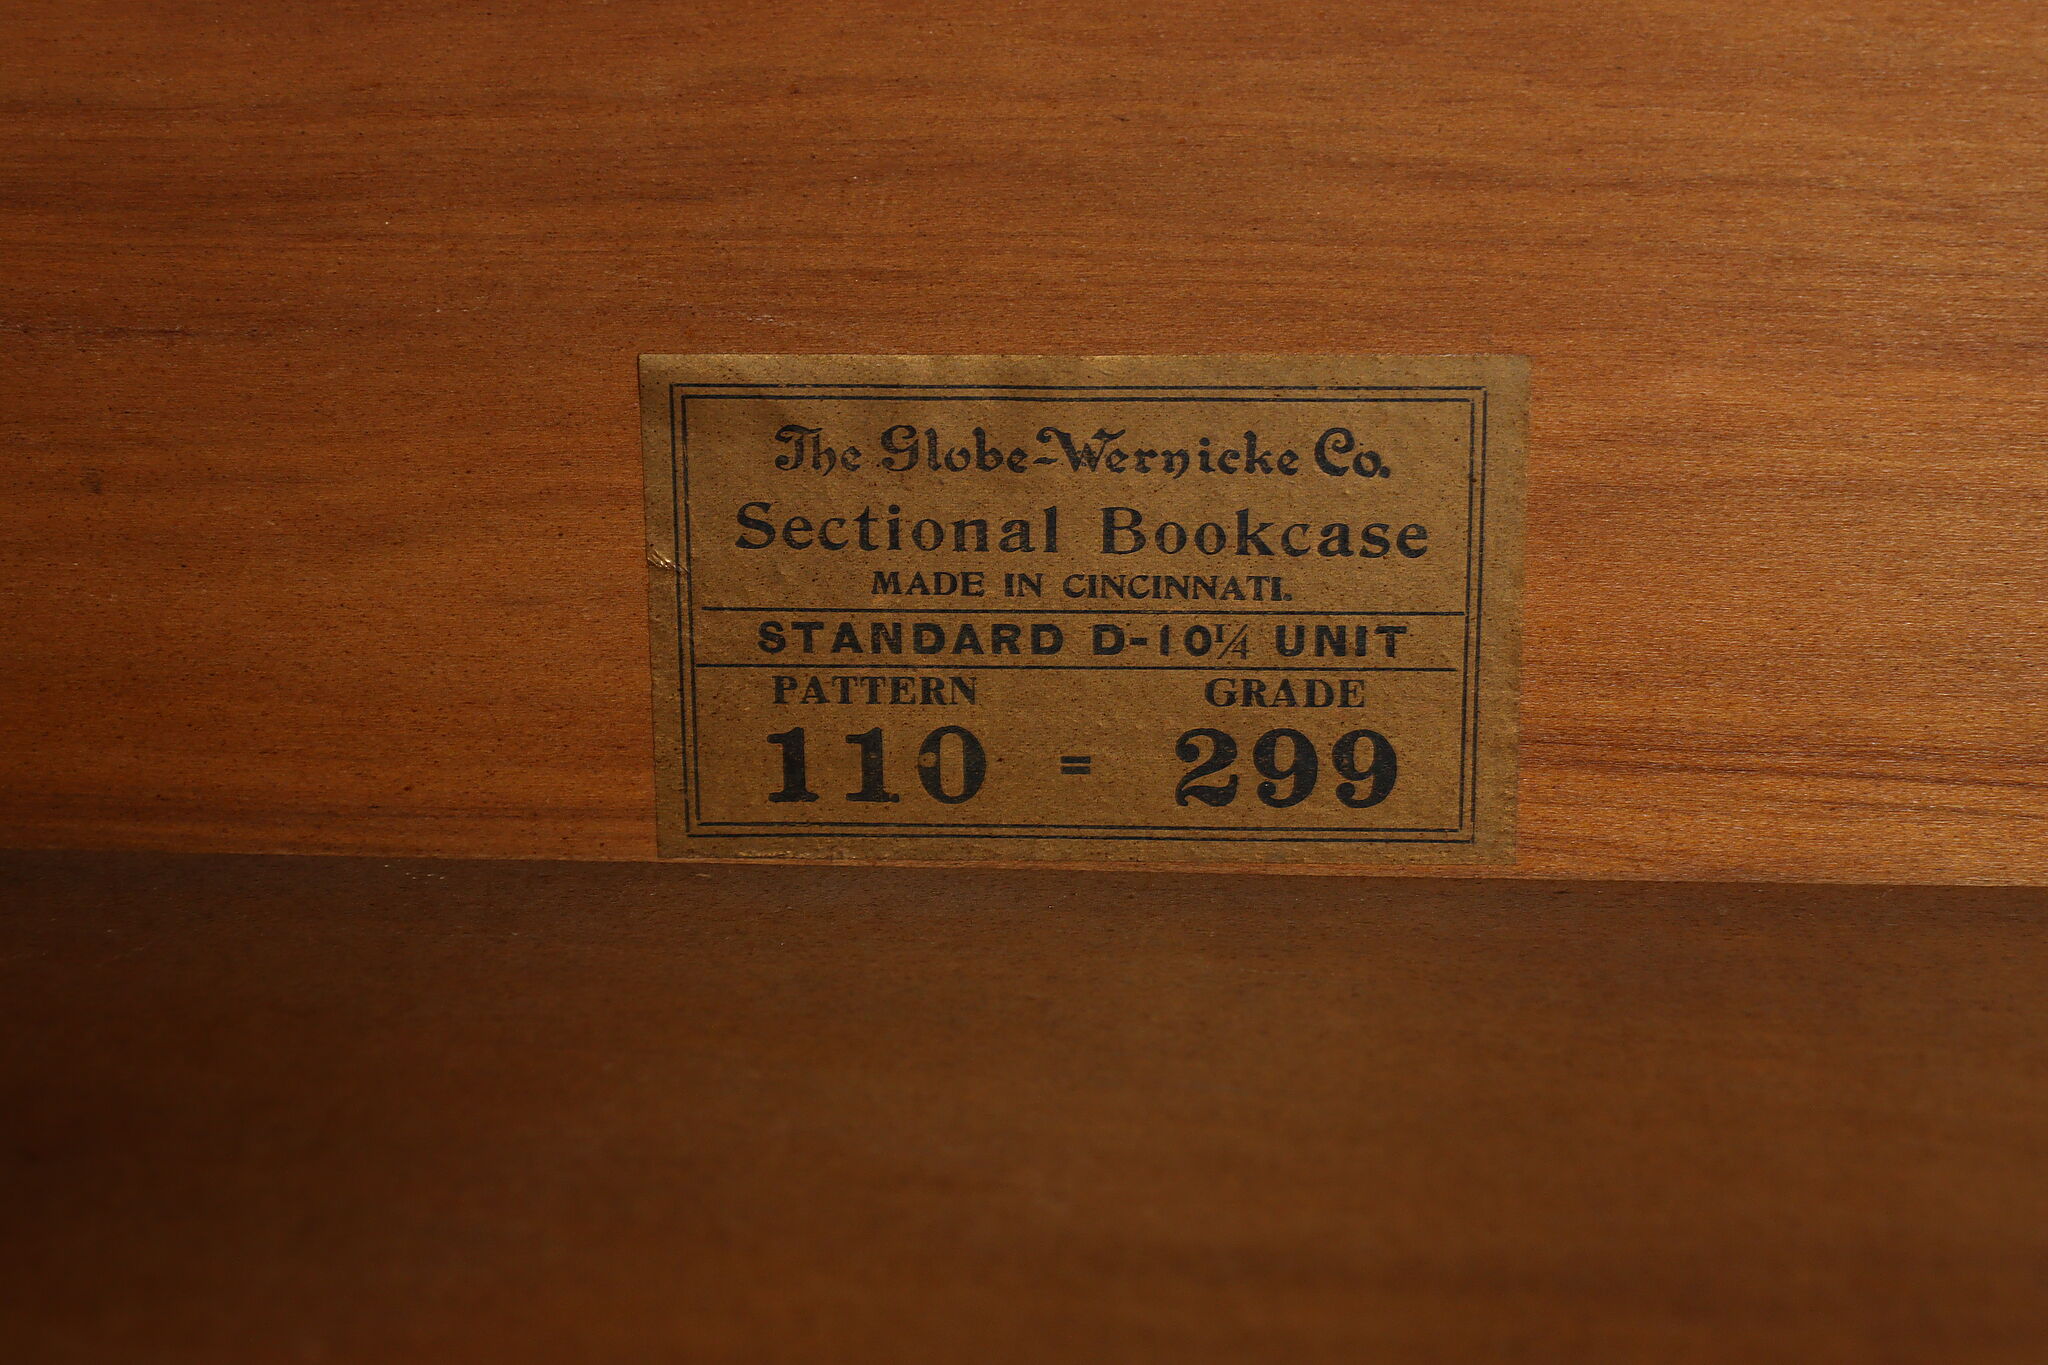 The Globe-Wernicke Co.
Sectional Bookcase
MADE IN CINCINNATI.
STANDARD D-10¼ UNIT
PATTERN GRADE
110 = 299